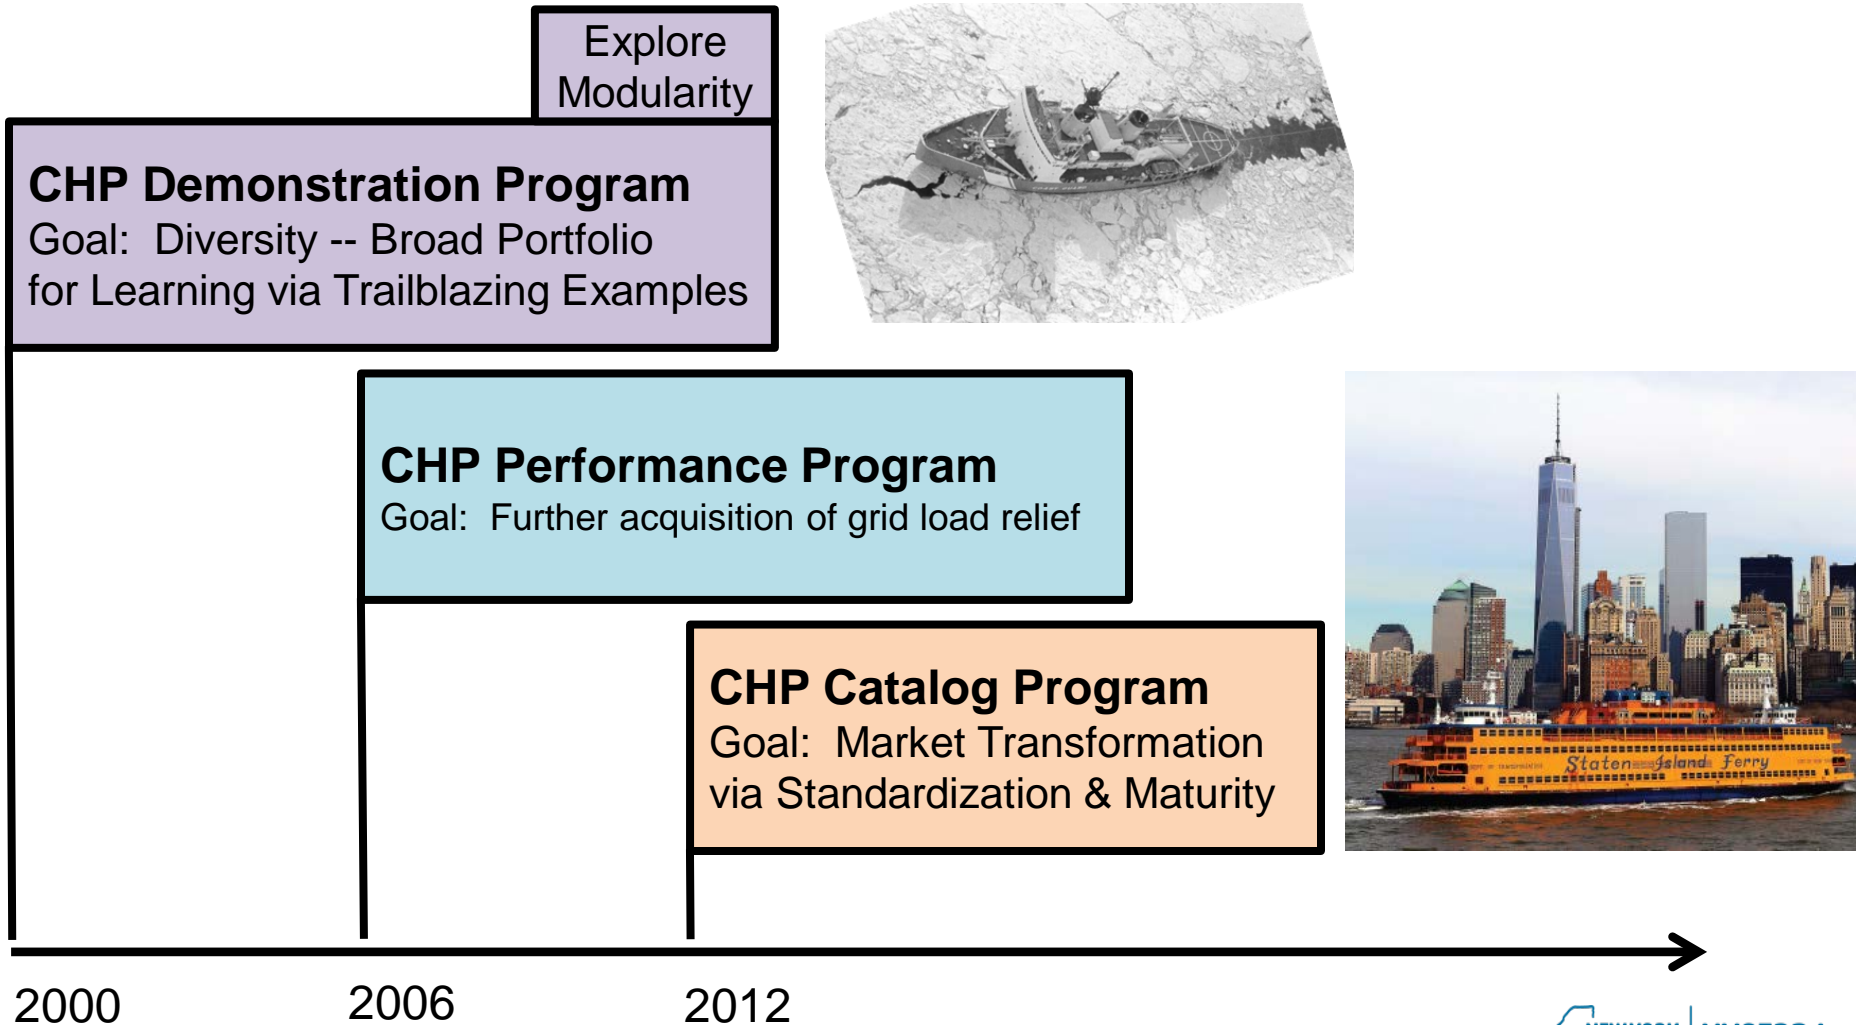 Explore
Modularity
CHP Demonstration Program
Goal: Diversity -- Broad Portfolio
for Learning via Trailblazing Examples
CHP Performance Program
Goal: Further acquisition of grid load relief
CHP Catalog Program
Goal: Market Transformation
via Standardization & Maturity
Staten Island Ferry
2000
2006
2012